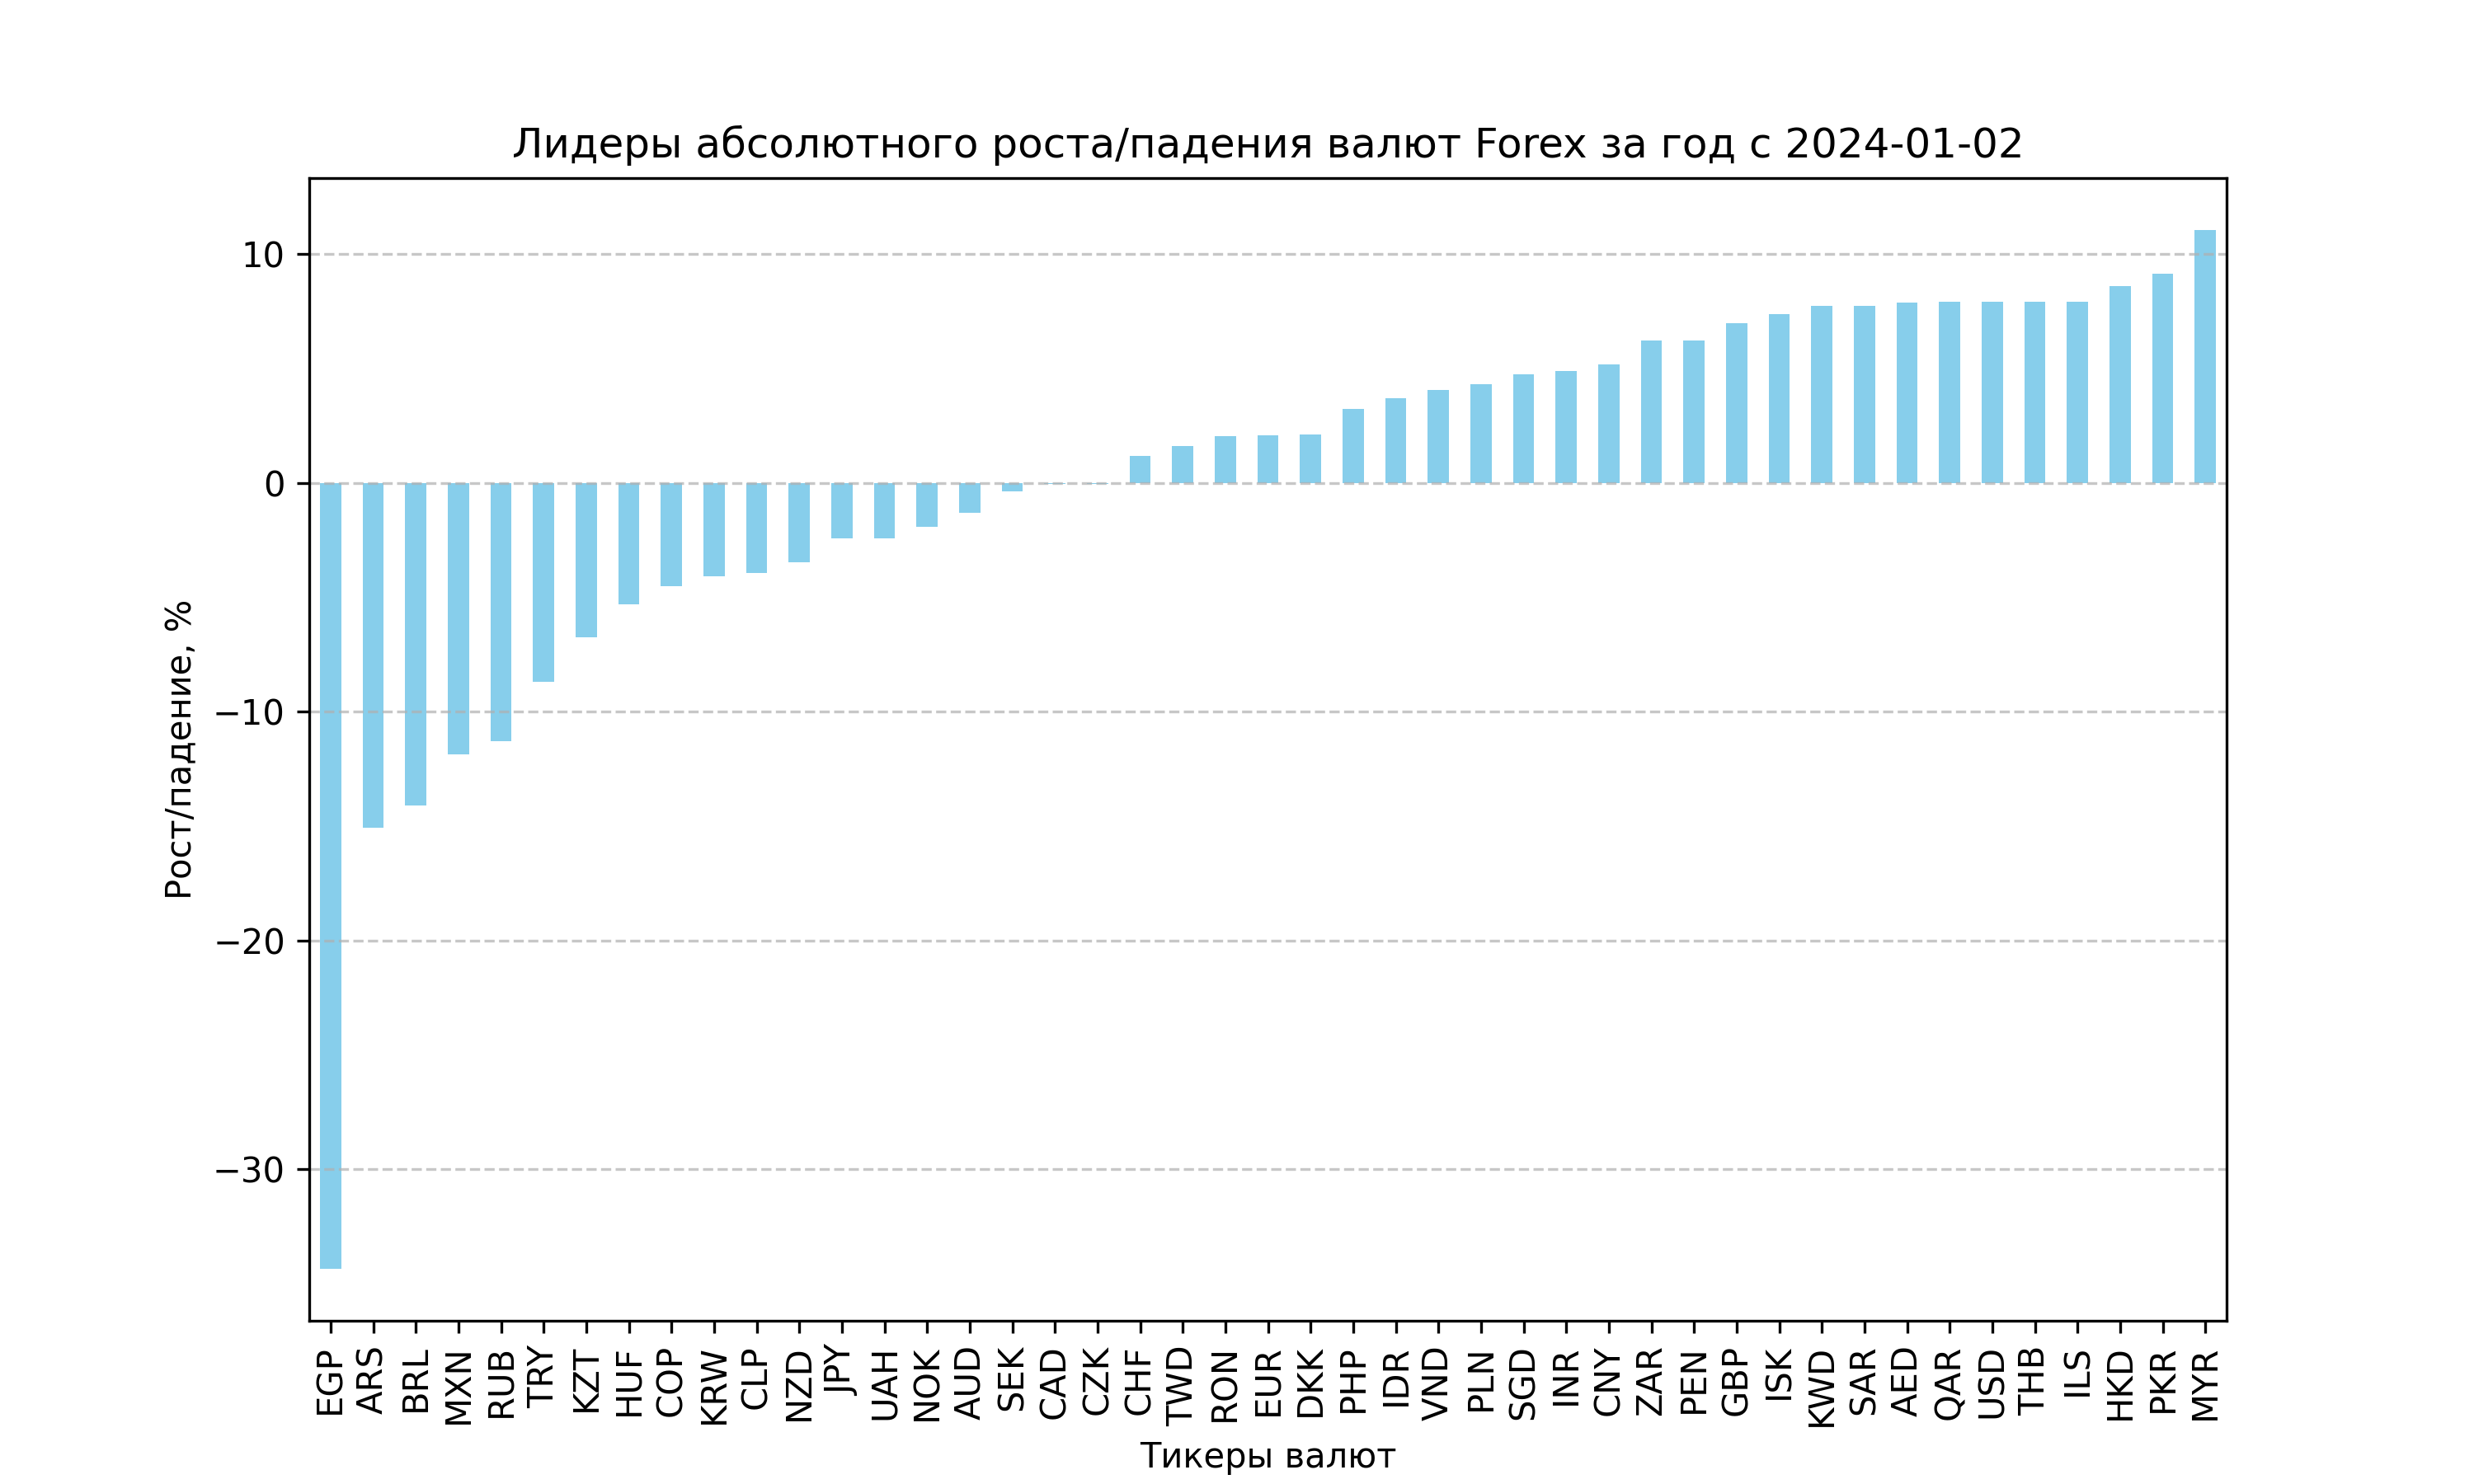 Лидеры абсолютного роста/падения валют Forex за год с 2024-01-02
Рост/падение, %
10
0
−10
−20
−30
EGP
ARS
BRL
MXN
RUB
TRY
KZT
HUF
COP
KRW
CLP
NZD
JPY
UAH
NOK
AUD
SEK
CAD
CZK
CHF
TWD
RON
EUR
DKK
PHP
IDR
VND
PLN
SGD
INR
CNY
ZAR
PEN
GBP
ISK
KWD
SAR
AED
QAR
USD
THB
ILS
HKD
PKR
MYR
Тикеры валют